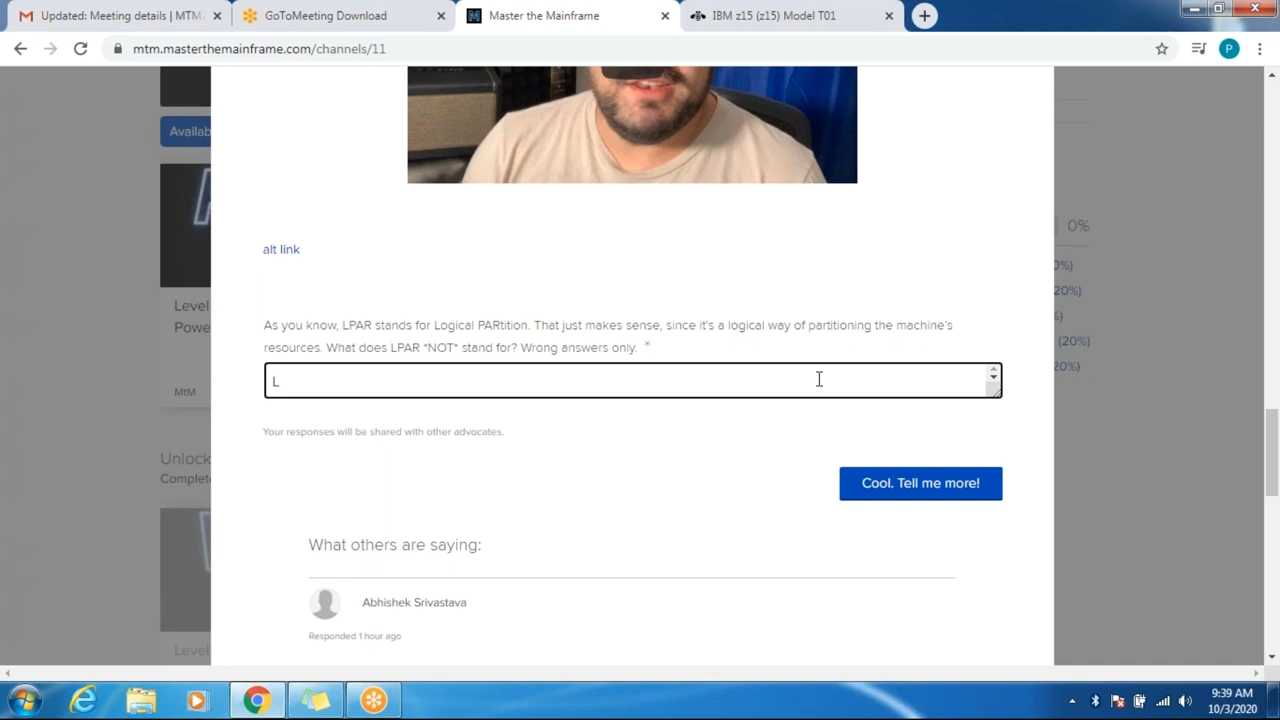 Updated: Meeting details | MTM
GoToMeeting Download
Master the Mainframe
IBM z15 (z15) Model T01
mtm.masterthemainframe.com/channels/11
P
Availab
0%
alt link
0%)
20%)
As you know, LPAR stands for Logical PARtition. That just makes sense, since it's a logical way of partitioning the machine's
resources. What does LPAR *NOT* stand for? Wrong answers only. *
Level
Powe
%)
(20%)
20%)
L
MtM
Your responses will be shared with other advocates.
Unlock
Complete
Cool. Tell me more!
What others are saying:
Abhishek Srivastava
Responded 1 hour ago
Level
9:39 AM
10/3/2020